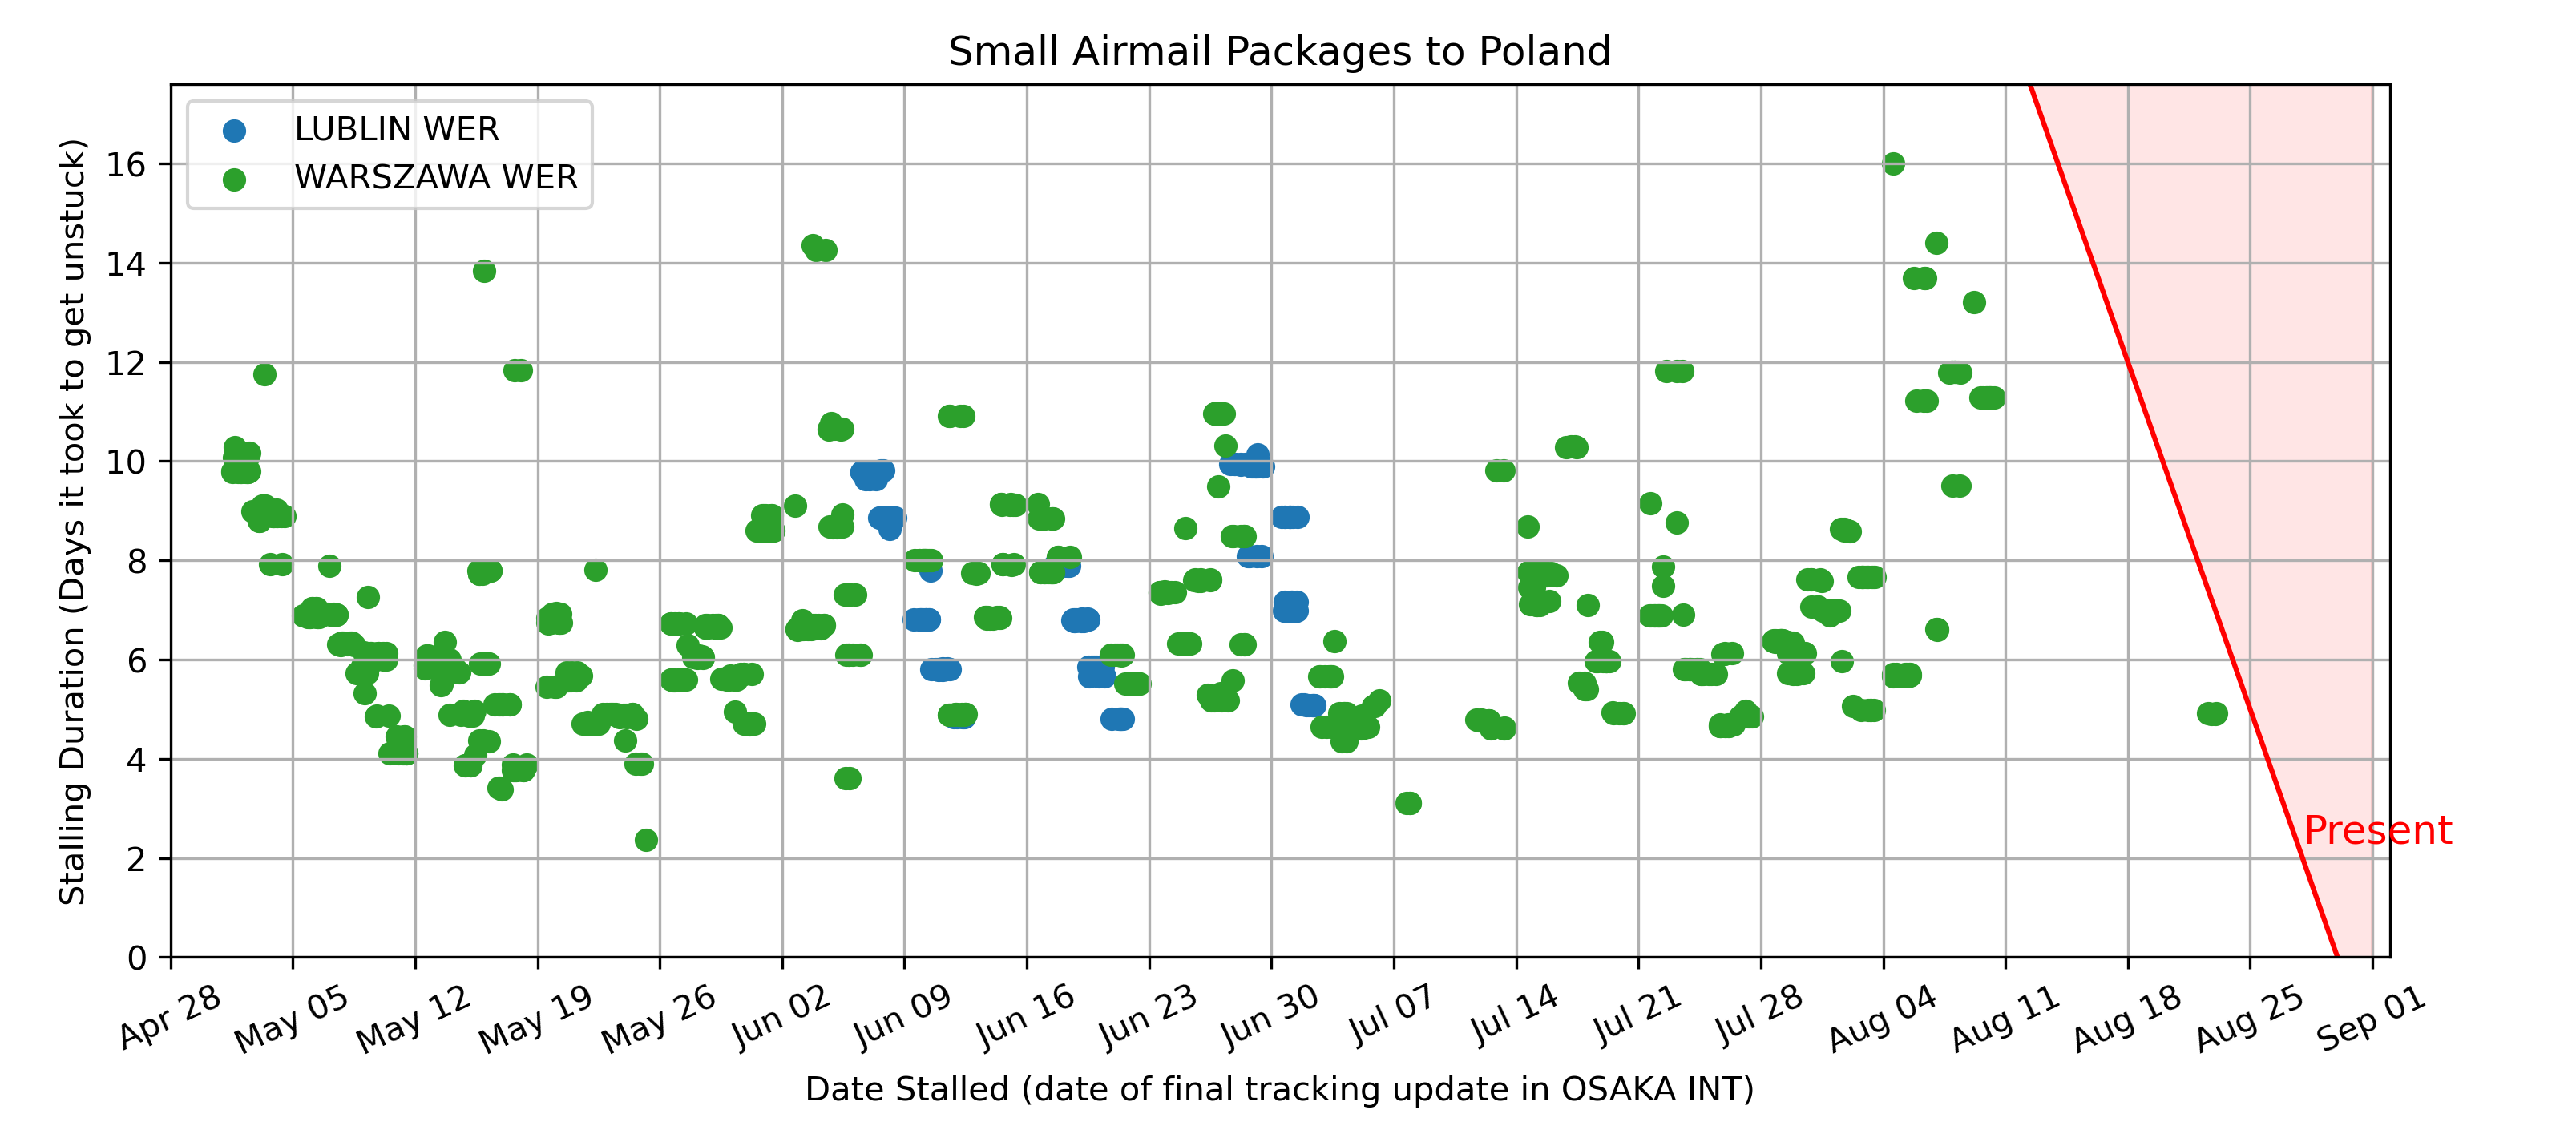 Small Airmail Packages to Poland
LUBLIN WER
WARSZAWA WER
Stalling Duration (Days it took to get unstuck)
16
14
12
10
8
6
4
2
0
Present
Apr 28
May 05
May 12
May 19
May 26
Jun 02
Jun 09
Jun 16
Jun 23
Jun 30
Jul 07
Jul 14
Jul 21
Jul 28
Aug 04
Aug 11
Aug 18
Aug 25
Sep 01
Date Stalled (date of final tracking update in OSAKA INT)